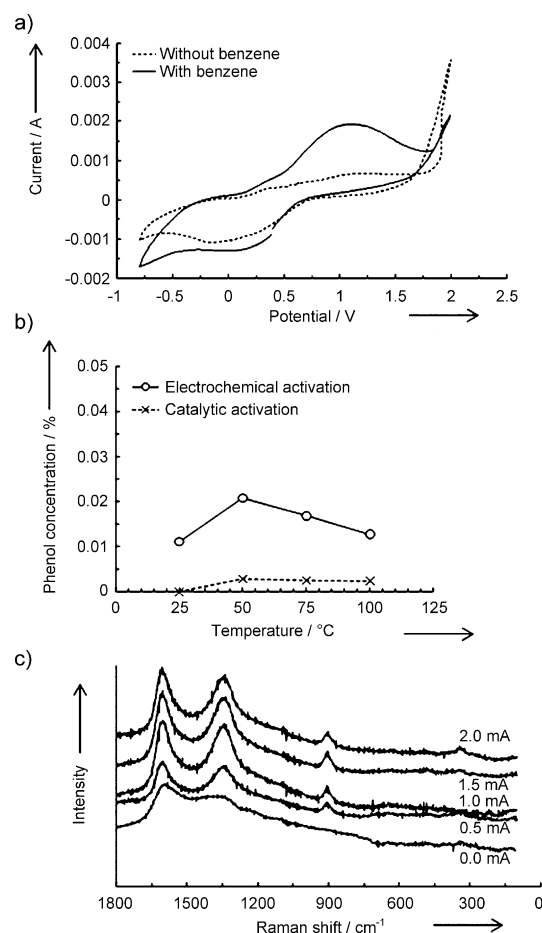 a)
0.004
0.003
0.002
0.001
0
-0.001
-0.002
Current / A
Without benzene
With benzene
-1 -0.5 0 0.5 1 1.5 2 2.5
Potential / V
b)
0.05
0.04
0.03
0.02
0.01
0
Phenol concentration / %
Electrochemical activation
Catalytic activation
0 25 50 75 100 125
Temperature / °C
c)
Intensity
2.0 mA
1.5 mA
1.0 mA
0.5 mA
0.0 mA
1800 1500 1200 900 600 300 0
Raman shift / cm-1